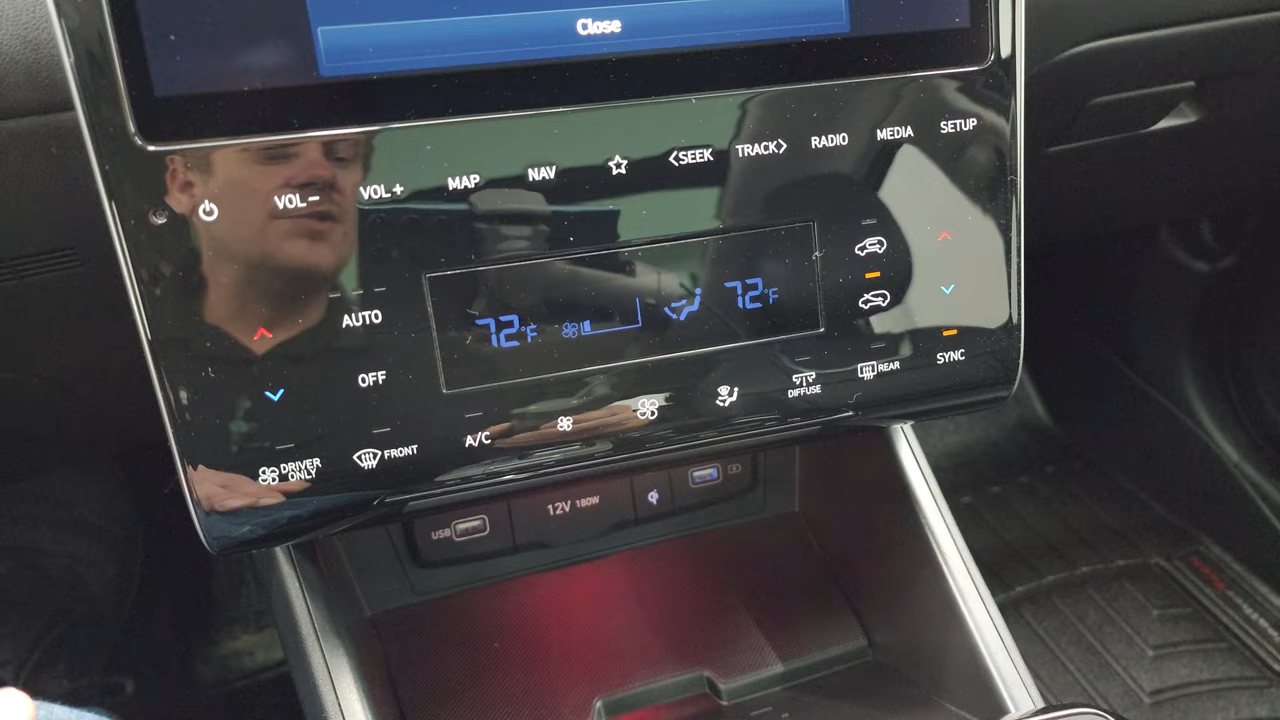 Close
VOL− VOL+ MAP NAV <SEEK TRACK> RADIO MEDIA SETUP
AUTO
72°F 72°F
OFF
A/C DIFFUSE REAR SYNC
DRIVER ONLY FRONT
USB 12V 180W